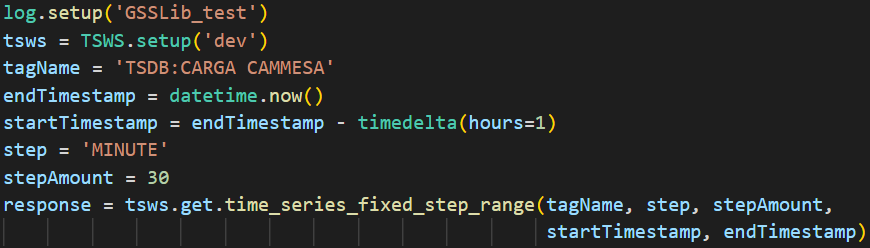 log.setup('GSSLib_test')
tsws = TSWS.setup('dev')
tagName = 'TSDB:CARGA CAMMESA'
endTimestamp = datetime.now()
startTimestamp = endTimestamp - timedelta(hours=1)
step = 'MINUTE'
stepAmount = 30
response = tsws.get.time_series_fixed_step_range(tagName, step, stepAmount,
startTimestamp, endTimestamp)